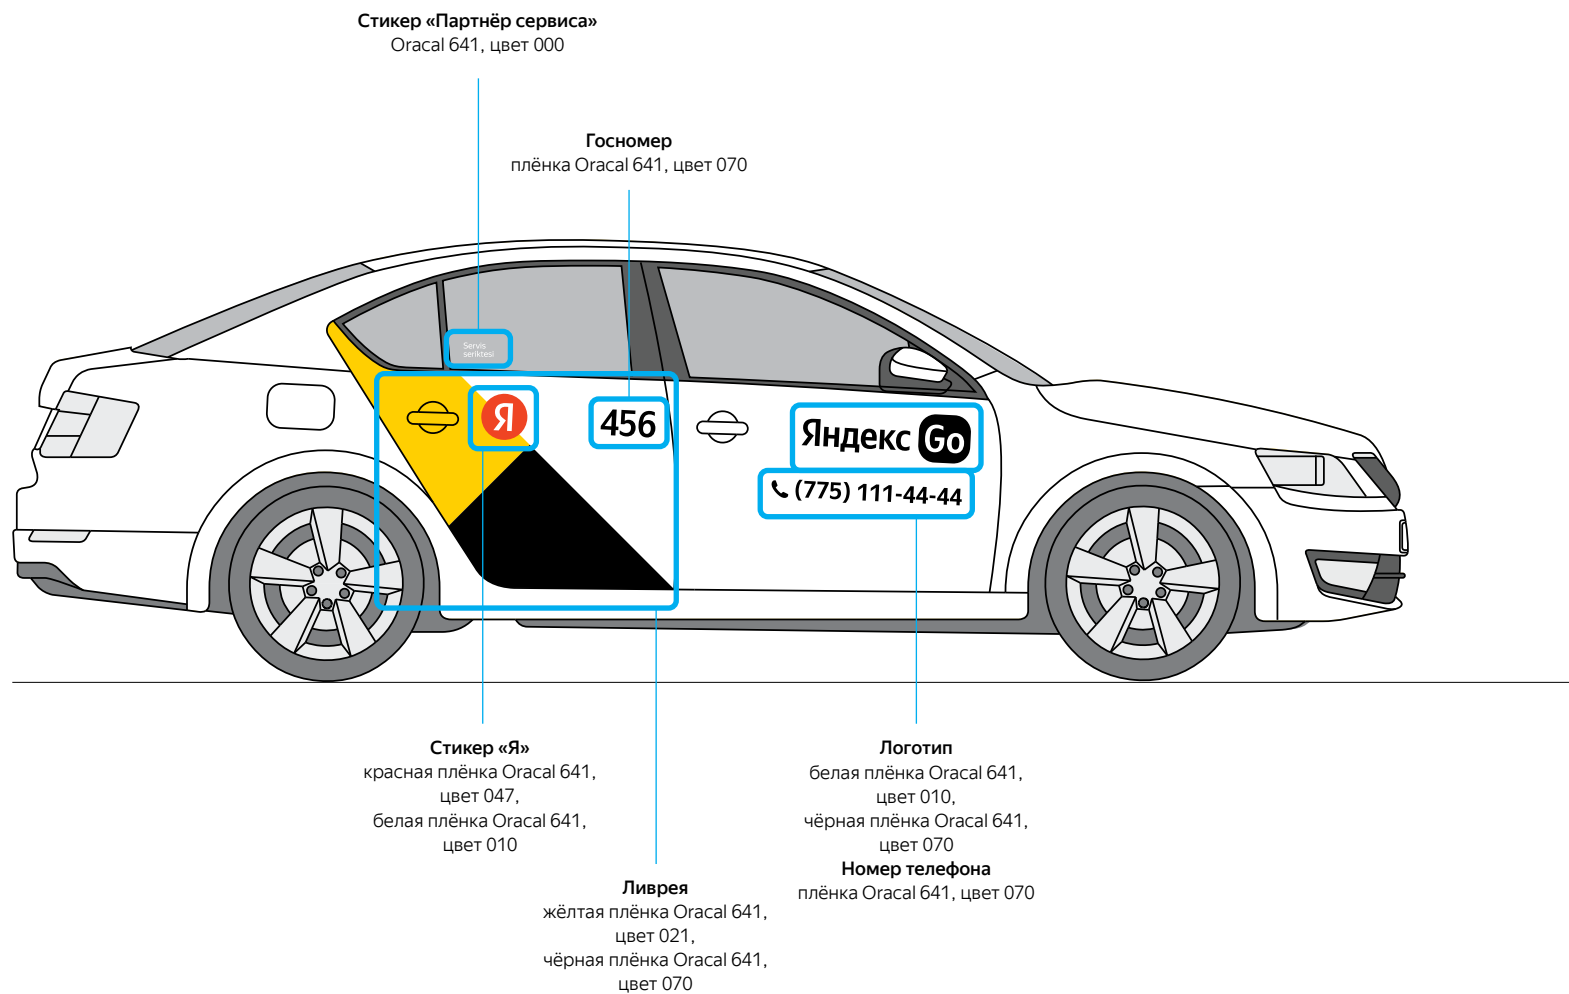 Стикер «Партнёр сервиса»
Oracal 641, цвет 000
Госномер
плёнка Oracal 641, цвет 070
Servis
seriktesi
Я
456
Яндекс Go
(775) 111-44-44
Стикер «Я»
красная плёнка Oracal 641,
цвет 047,
белая плёнка Oracal 641,
цвет 010
Логотип
белая плёнка Oracal 641,
цвет 010,
чёрная плёнка Oracal 641,
цвет 070
Номер телефона
плёнка Oracal 641, цвет 070
Ливрея
жёлтая плёнка Oracal 641,
цвет 021,
чёрная плёнка Oracal 641,
цвет 070